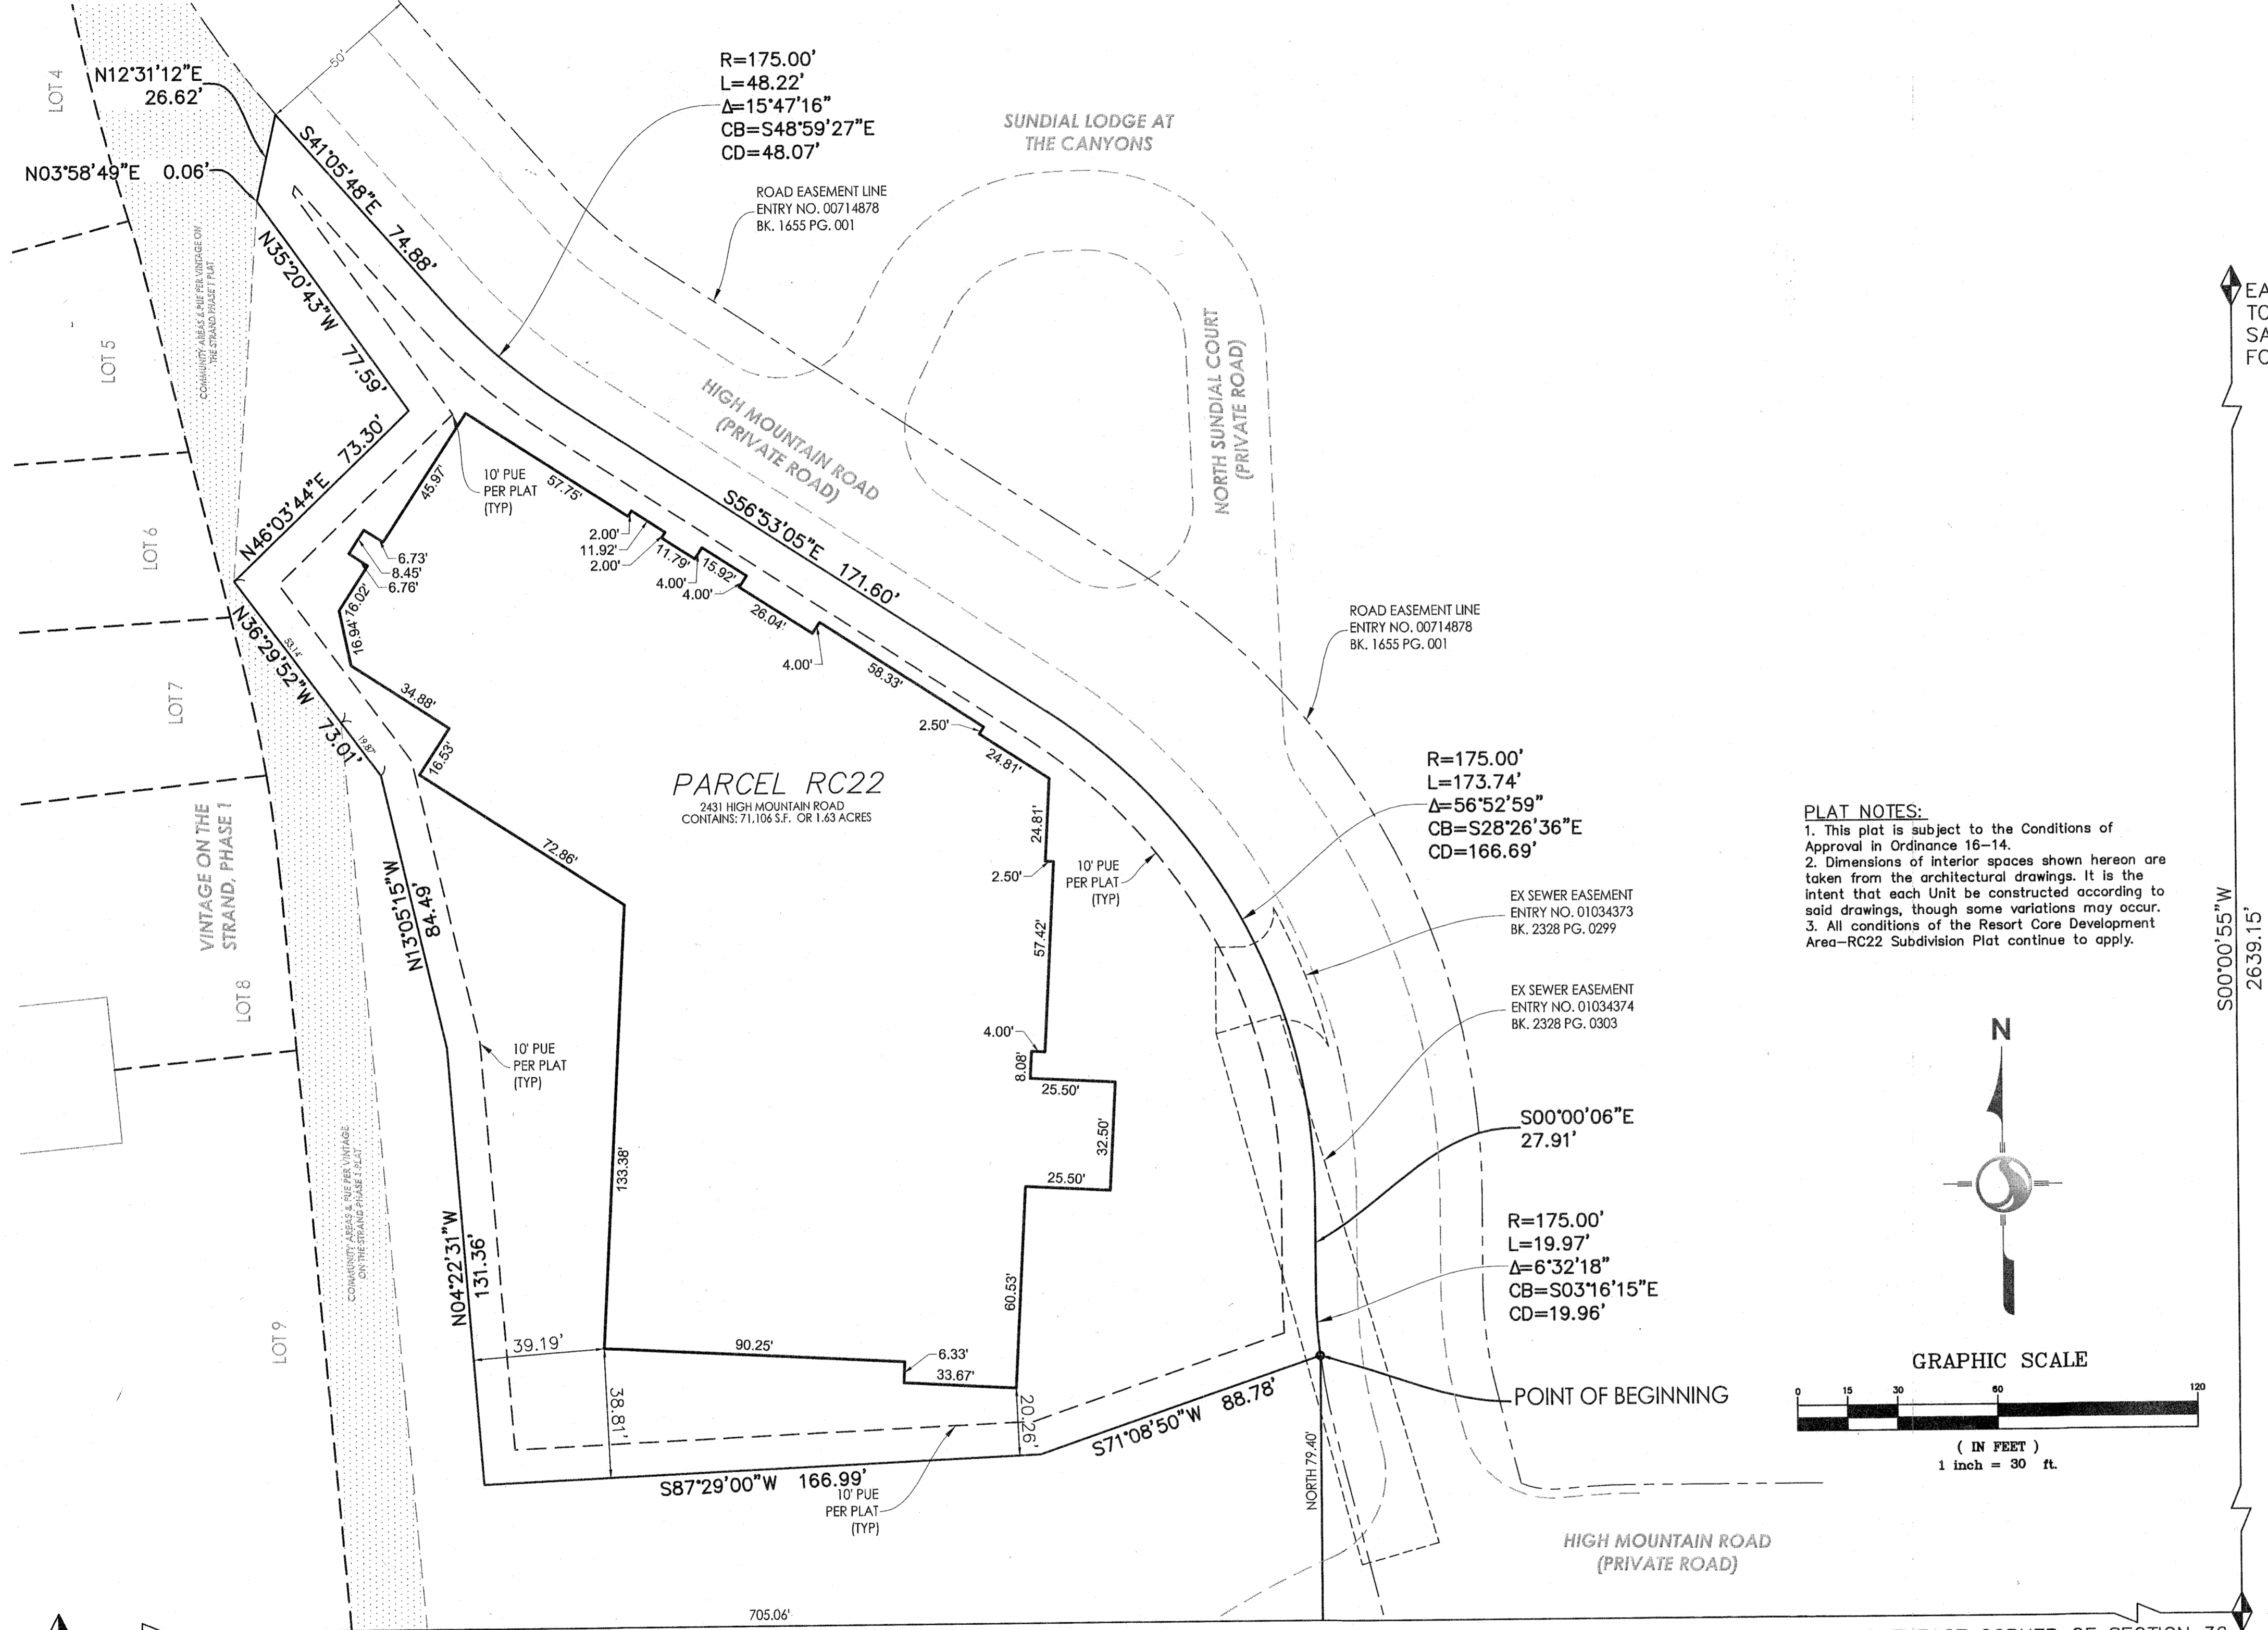 LOT 4
N12°31'12"E
26.62'
N03°58'49"E 0.06'
50'
S41°05'48"E 74.88'
R=175.00'
L=48.22'
Δ=15°47'16"
CB=S48°59'27"E
CD=48.07'
ROAD EASEMENT LINE
ENTRY NO. 00714878
BK. 1655 PG. 001
SUNDIAL LODGE AT
THE CANYONS
NORTH SUNDIAL COURT
(PRIVATE ROAD)
HIGH MOUNTAIN ROAD
(PRIVATE ROAD)
COMMUNITY AREAS & PUE PER VINTAGE ON
THE STRAND PHASE 1 PLAT
N35°20'43"W 77.59'
LOT 5
N46°03'44"E 73.30'
LOT 6
45.97'
10' PUE
PER PLAT
(TYP)
57.75'
2.00'
11.92'
2.00'
11.79'
4.00'
15.92'
4.00'
26.04'
4.00'
58.33'
2.50'
24.81'
S56°53'05"E 171.60'
6.73'
8.45'
6.76'
16.02'
16.94'
34.88'
16.53'
N36°29'52"W 73.01'
53.14'
19.87'
LOT 7
VINTAGE ON THE
STRAND, PHASE 1
PARCEL RC22
2431 HIGH MOUNTAIN ROAD
CONTAINS: 71,106 S.F. OR 1.63 ACRES
72.86'
24.81'
2.50'
57.42'
10' PUE
PER PLAT
(TYP)
ROAD EASEMENT LINE
ENTRY NO. 00714878
BK. 1655 PG. 001
R=175.00'
L=173.74'
Δ=56°52'59"
CB=S28°26'36"E
CD=166.69'
EX SEWER EASEMENT
ENTRY NO. 01034373
BK. 2328 PG. 0299
EX SEWER EASEMENT
ENTRY NO. 01034374
BK. 2328 PG. 0303
N13°05'15"W
84.49'
LOT 8
10' PUE
PER PLAT
(TYP)
4.00'
8.08'
25.50'
32.50'
25.50'
133.38'
60.53'
S00°00'06"E
27.91'
R=175.00'
L=19.97'
Δ=6°32'18"
CB=S03°16'15"E
CD=19.96'
COMMUNITY AREAS & PUE PER VINTAGE
ON THE STRAND PHASE 1 PLAT
N04°22'31"W
131.36'
LOT 9
39.19'
90.25'
6.33'
33.67'
38.81'
20.26'
S87°29'00"W 166.99'
10' PUE
PER PLAT
(TYP)
S71°08'50"W 88.78'
POINT OF BEGINNING
NORTH 79.40'
HIGH MOUNTAIN ROAD
(PRIVATE ROAD)
705.06'
EA
TO
SA
FO
PLAT NOTES:
1. This plat is subject to the Conditions of
Approval in Ordinance 16-14.
2. Dimensions of interior spaces shown hereon are
taken from the architectural drawings. It is the
intent that each Unit be constructed according to
said drawings, though some variations may occur.
3. All conditions of the Resort Core Development
Area-RC22 Subdivision Plat continue to apply.
S00°00'55"W
2639.15'
N
GRAPHIC SCALE
0 15 30 60 120
( IN FEET )
1 inch = 30 ft.
CORNER OF SECTION